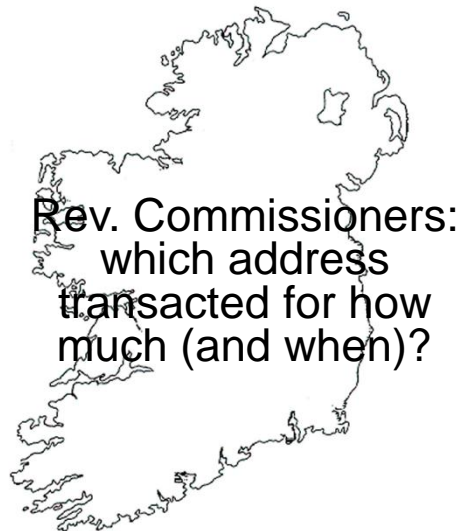 Rev. Commissioners:
which address
transacted for how
much (and when)?